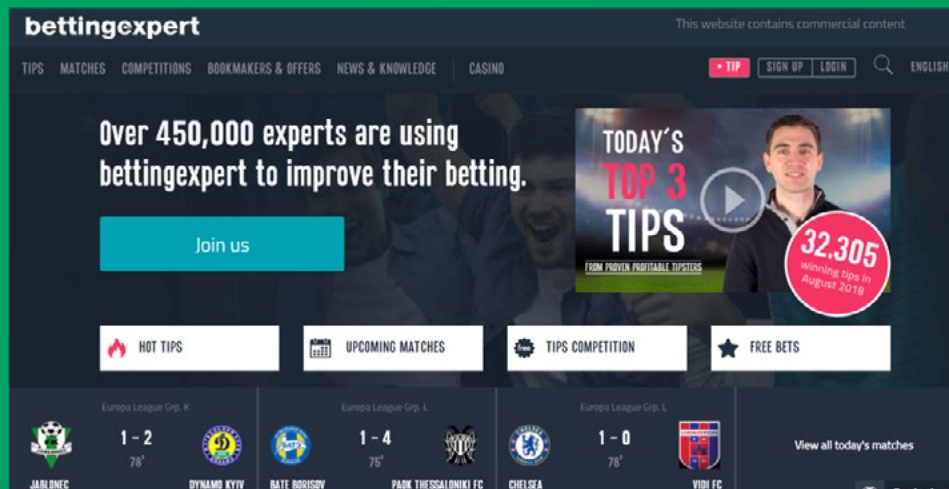 bettingexpert
This website contains commercial content
TIPS MATCHES COMPETITIONS BOOKMAKERS & OFFERS NEWS & KNOWLEDGE CASINO
• TIP SIGN UP LOGIN ENGLISH
Over 450,000 experts are using
bettingexpert to improve their betting.
Join us
TODAY´S
TOP 3
TIPS
FROM PROVEN PROFITABLE TIPSTERS
32.305
winning tips in
August 2018
HOT TIPS
UPCOMING MATCHES
free
TIPS COMPETITION
FREE BETS
Europa League Grp. K
1 - 2
78'
JABLONEC DYNAMO KYIV
Europa League Grp. L
1 - 4
75'
BATE BORISOV PAOK THESSALONIKI FC
Europa League Grp. L
1 - 0
78'
CHELSEA VIDI FC
View all today's matches